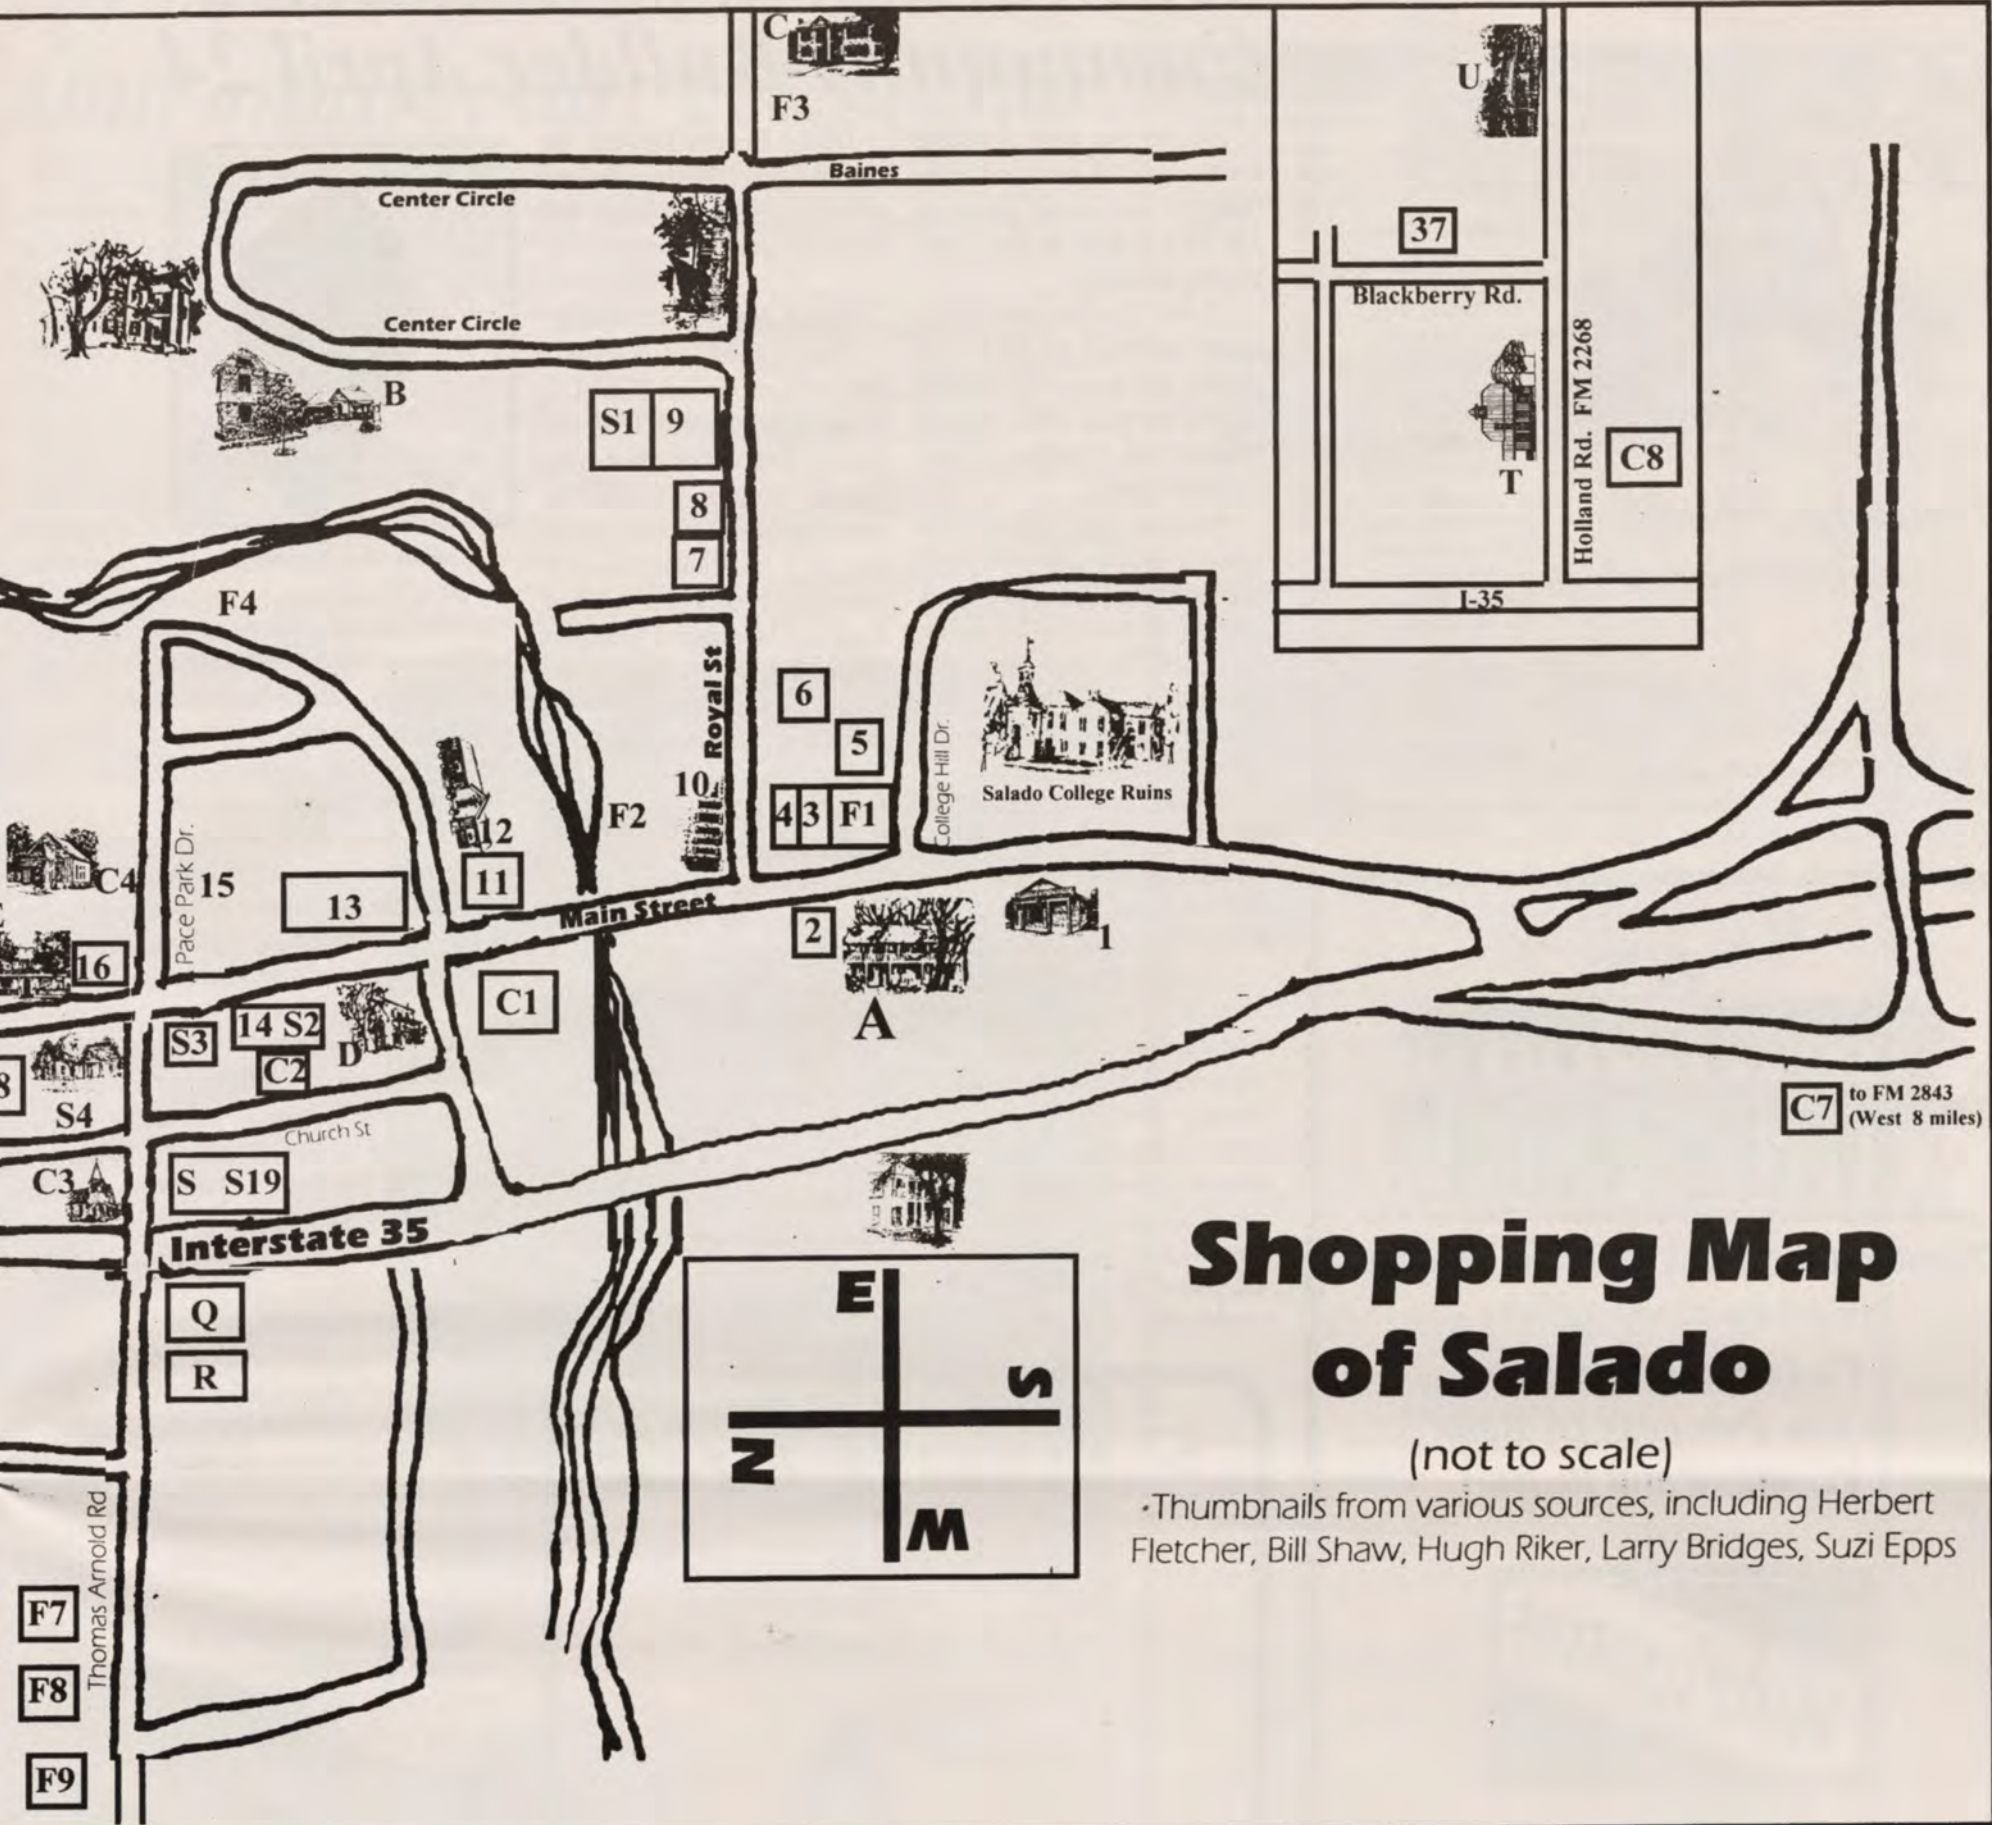 C
F3
U
Baines
Center Circle
37
Blackberry Rd.
Center Circle
B
S1 9
Holland Rd. FM 2268
C8
T
8
7
F4
I-35
Royal St
6
5
College Hill Dr.
Salado College Ruins
10
4 3 F1
F2
12
11
Pace Park Dr.
C4
15
13
Main Street
2
1
16
A
C1
S3
14 S2
C2
D
8
S4
C7
to FM 2843
(West 8 miles)
Church St
C3
S S19
Interstate 35
Q
R
E
S
N
W
Shopping Map
of Salado
(not to scale)
·Thumbnails from various sources, including Herbert
Fletcher, Bill Shaw, Hugh Riker, Larry Bridges, Suzi Epps
Thomas Arnold Rd
F7
F8
F9